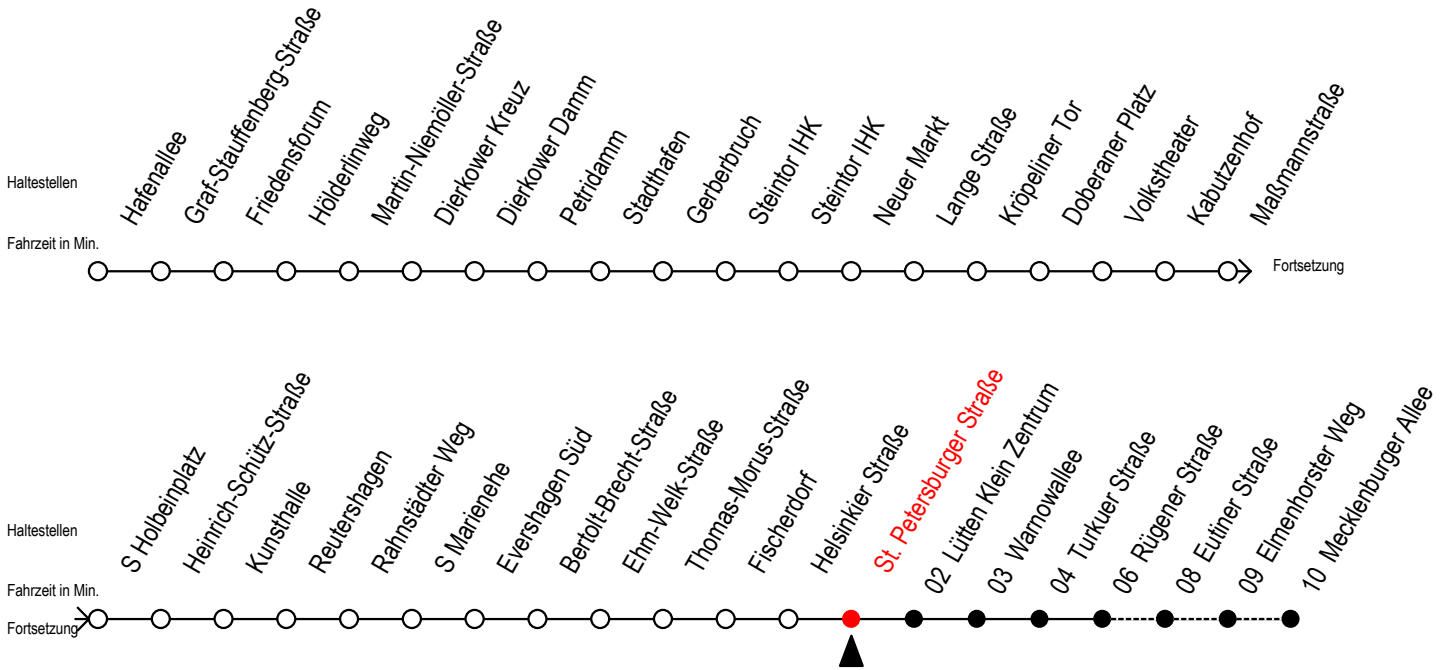 Haltestellen
Hafenallee
Graf-Stauffenberg-Straße
Friedensforum
Hölderlinweg
Martin-Niemöller-Straße
Dierkower Kreuz
Dierkower Damm
Petridamm
Stadthafen
Gerberbruch
Steintor IHK
Steintor IHK
Neuer Markt
Lange Straße
Kröpeliner Tor
Doberaner Platz
Volkstheater
Kabutzenhof
Maßmannstraße
Fahrzeit in Min.
Fortsetzung
Haltestellen
S Holbeinplatz
Heinrich-Schütz-Straße
Kunsthalle
Reutershagen
Rahnstädter Weg
S Marienehe
Evershagen Süd
Bertolt-Brecht-Straße
Ehm-Welk-Straße
Thomas-Morus-Straße
Fischerdorf
Helsinkier Straße
St. Petersburger Straße
02 Lütten Klein Zentrum
03 Warnowallee
04 Turkuer Straße
06 Rügener Straße
08 Eutiner Straße
09 Elmenhorster Weg
10 Mecklenburger Allee
Fahrzeit in Min.
Fortsetzung